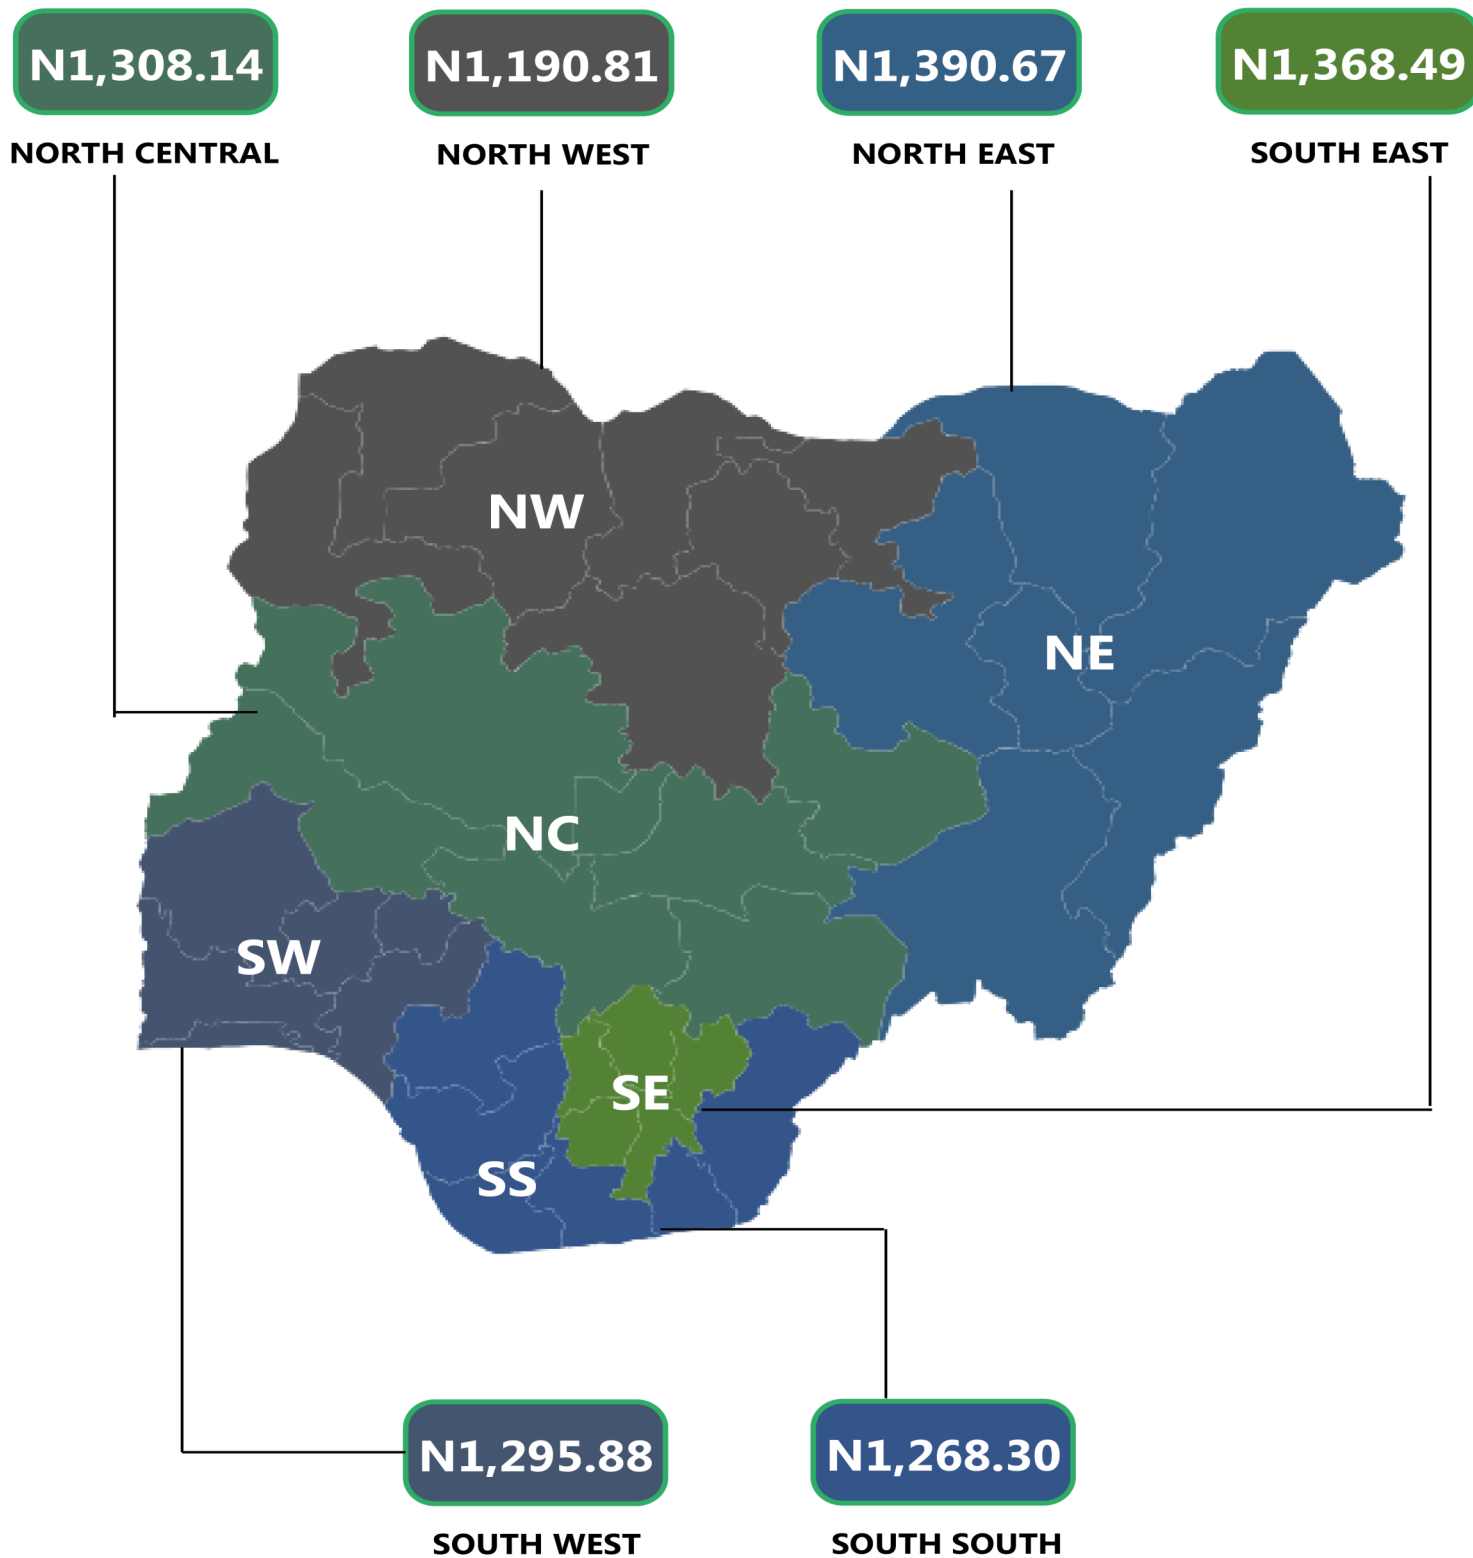 N1,308.14
NORTH CENTRAL
N1,190.81
NORTH WEST
N1,390.67
NORTH EAST
N1,368.49
SOUTH EAST
NW
NE
NC
SW
SE
SS
N1,295.88
SOUTH WEST
N1,268.30
SOUTH SOUTH